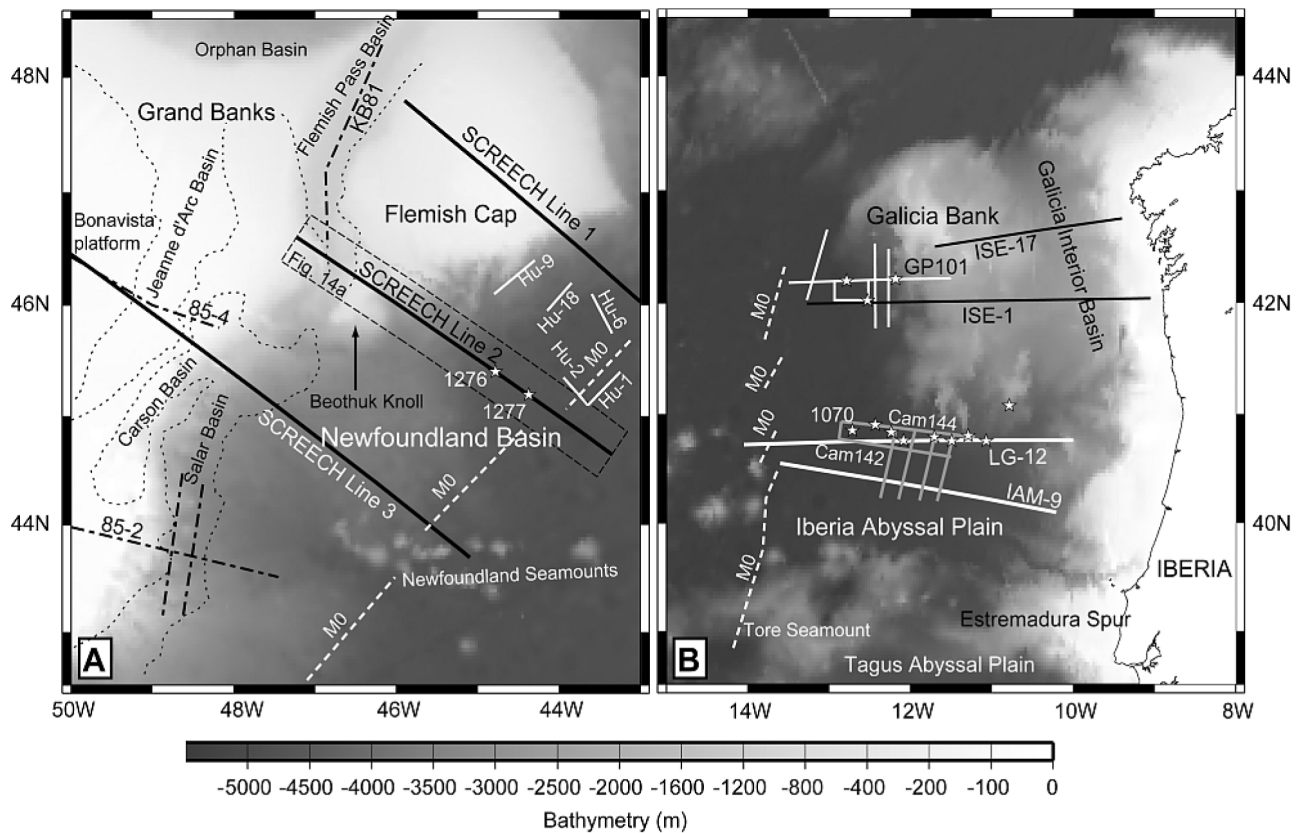 48N
46N
44N
50W
48W
46W
44W
Orphan Basin
Grand Banks
Flemish Pass Basin
KB81
SCREECH Line 1
Flemish Cap
Jeanne d'Arc Basin
Bonavista
platform
85-4
Fig. 14a
SCREECH Line 2
Hu-9
Hu-18
Hu-6
Hu-2
M0
Hu-1
1276
1277
Beothuk Knoll
Carson Basin
Salar Basin
SCREECH Line 3
Newfoundland Basin
M0
85-2
Newfoundland Seamounts
M0
A
44N
42N
40N
14W
12W
10W
8W
Galicia Bank
Galicia Interior Basin
ISE-17
GP101
M0
ISE-1
M0
M0
1070
Cam144
Cam142
LG-12
IAM-9
Iberia Abyssal Plain
M0
IBERIA
Estremadura Spur
Tore Seamount
Tagus Abyssal Plain
B
-5000 -4000 -3000 -2000 -1600 -1200 -800 -400 -200 -100 0
Bathymetry (m)